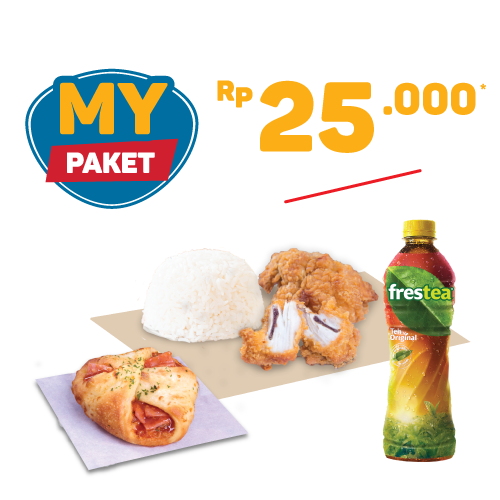 MY
PAKET
Rp 25.000*
frestea
Teh
Original